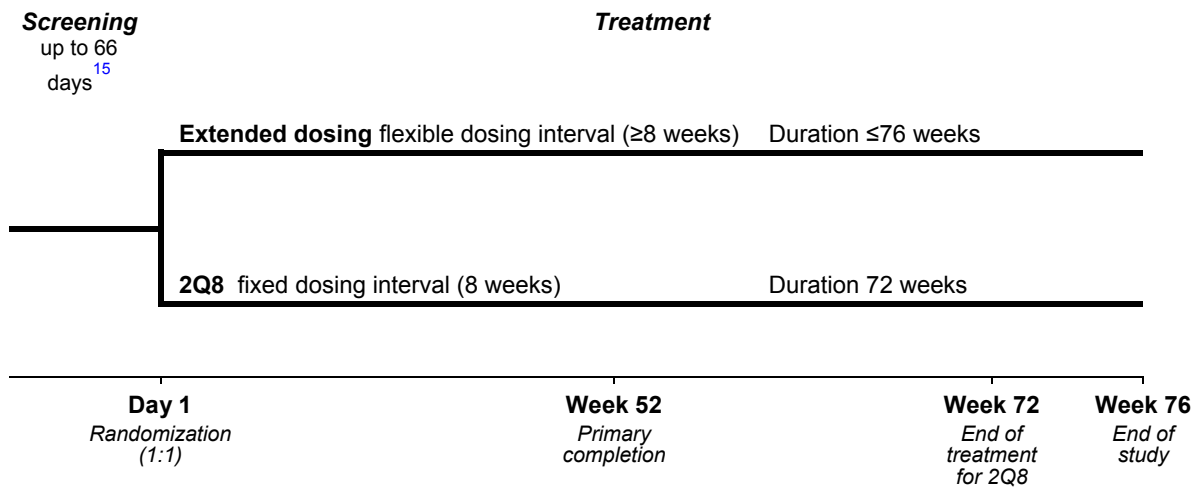 Screening
Treatment
up to 66
days15
Extended dosing flexible dosing interval (≥8 weeks) Duration ≤76 weeks
2Q8 fixed dosing interval (8 weeks) Duration 72 weeks
Day 1
Randomization
(1:1)
Week 52
Primary
completion
Week 72
End of
treatment
for 2Q8
Week 76
End of
study